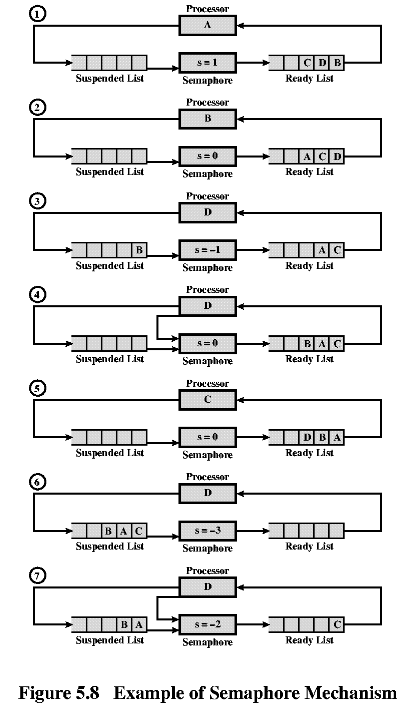 1
Processor
A
s = 1
C D B
Suspended List Semaphore Ready List
2
Processor
B
s = 0
A C D
Suspended List Semaphore Ready List
3
Processor
D
B s = –1 A C
Suspended List Semaphore Ready List
4
Processor
D
s = 0 B A C
Suspended List Semaphore Ready List
5
Processor
C
s = 0 D B A
Suspended List Semaphore Ready List
6
Processor
D
B A C s = –3
Suspended List Semaphore Ready List
7
Processor
D
B A s = –2 C
Suspended List Semaphore Ready List
Figure 5.8 Example of Semaphore Mechanism